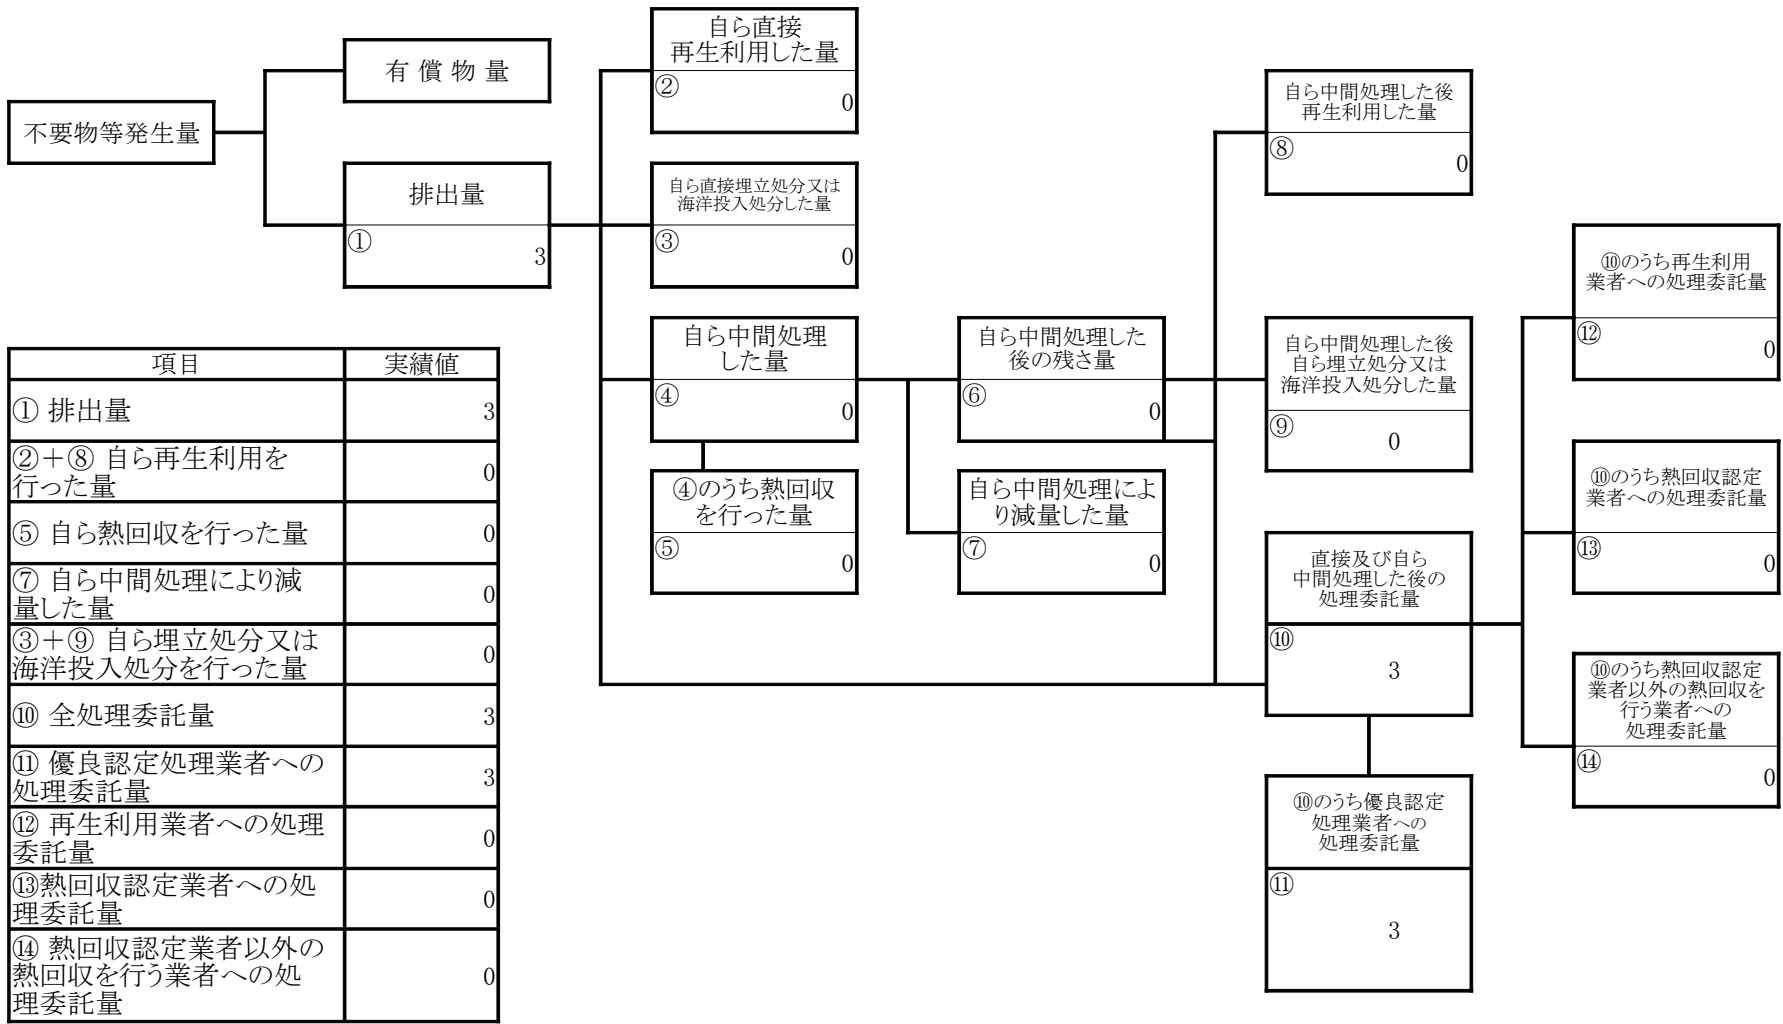 不要物等発生量
有 償 物 量
排出量
①
3
自ら直接
再生利用した量
②
0
自ら直接埋立処分又は
海洋投入処分した量
③
0
自ら中間処理
した量
④
0
④のうち熱回収
を行った量
⑤
0
自ら中間処理した
後の残さ量
⑥
0
自ら中間処理によ
り減量した量
⑦
0
自ら中間処理した後
再生利用した量
⑧
0
自ら中間処理した後
自ら埋立処分又は
海洋投入処分した量
⑨
0
直接及び自ら
中間処理した後の
処理委託量
⑩
3
⑩のうち優良認定
処理業者への
処理委託量
⑪
3
⑩のうち再生利用
業者への処理委託量
⑫
0
⑩のうち熱回収認定
業者への処理委託量
⑬
0
⑩のうち熱回収認定
業者以外の熱回収を
行う業者への
処理委託量
⑭
0
項目 実績値
① 排出量 3
②＋⑧ 自ら再生利用を
行った量 0
⑤ 自ら熱回収を行った量 0
⑦ 自ら中間処理により減
量した量 0
③＋⑨ 自ら埋立処分又は
海洋投入処分を行った量 0
⑩ 全処理委託量 3
⑪ 優良認定処理業者への
処理委託量 3
⑫ 再生利用業者への処理
委託量 0
⑬熱回収認定業者への処
理委託量 0
⑭ 熱回収認定業者以外の
熱回収を行う業者への処
理委託量 0